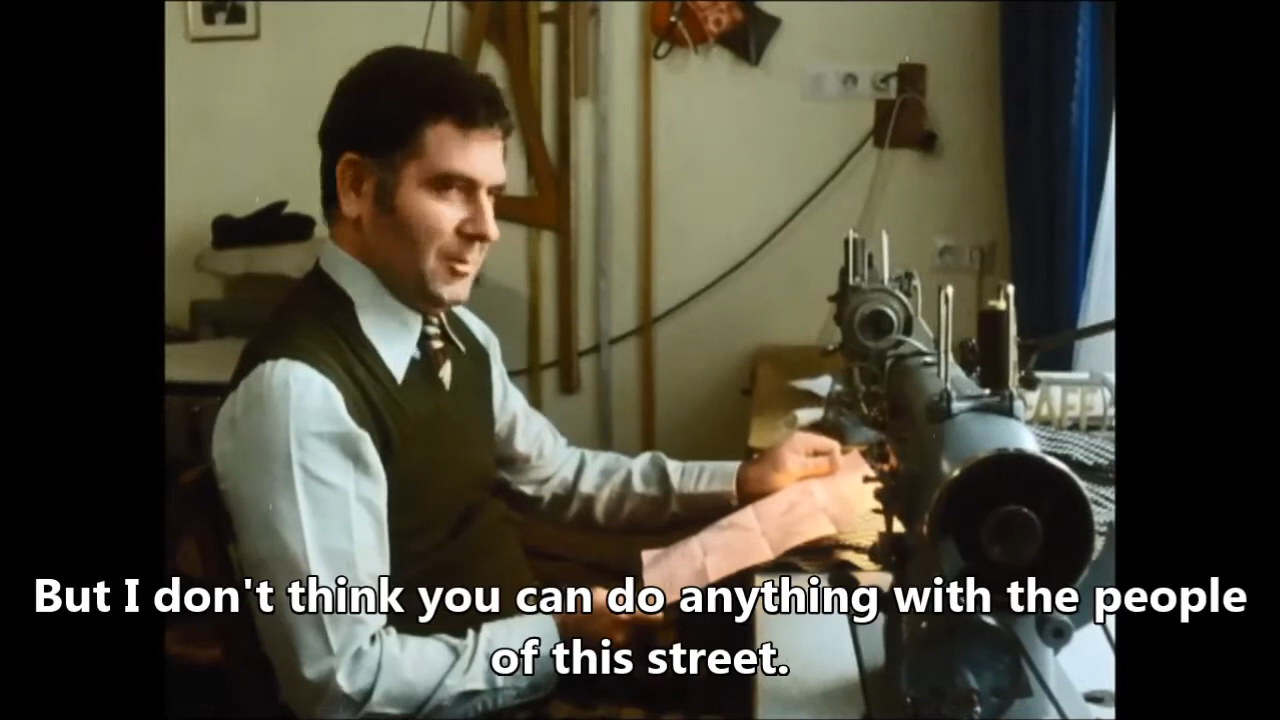 But I don't think you can do anything with the people
of this street.